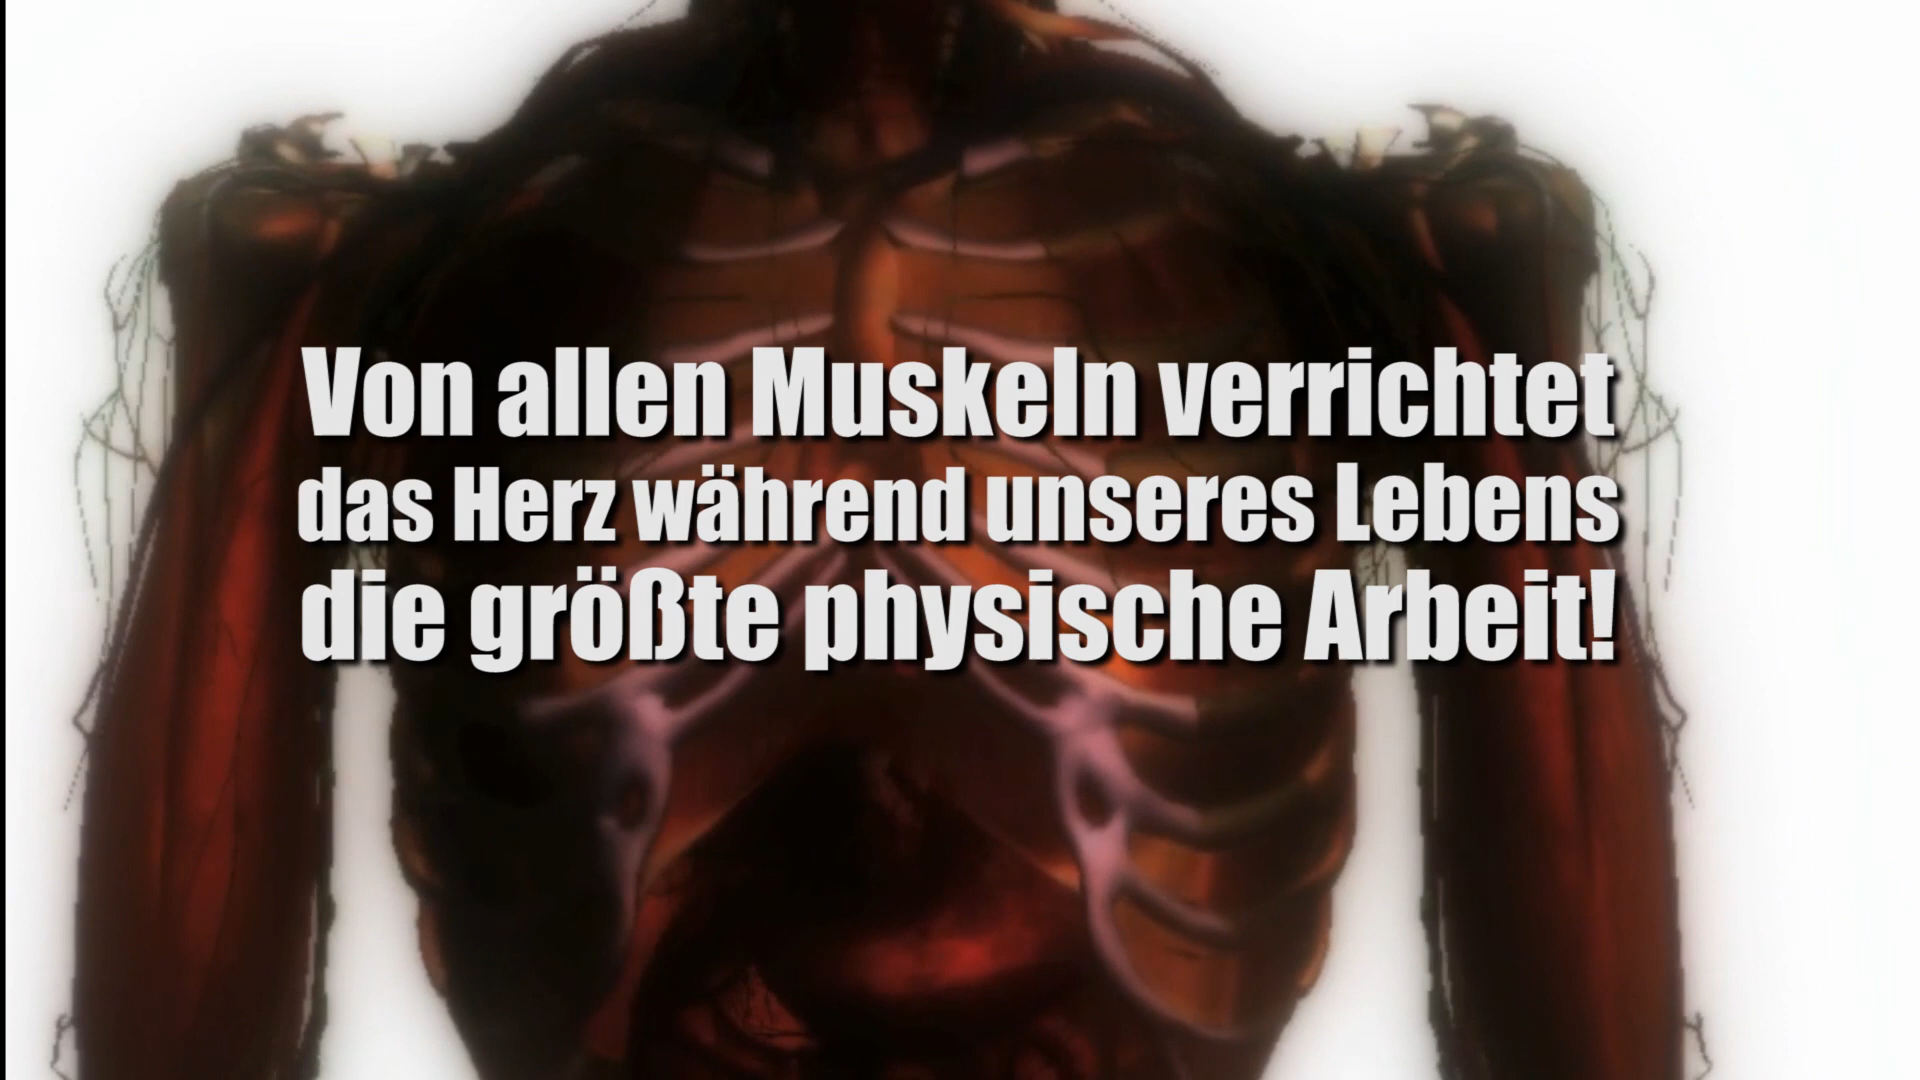 Von allen Muskeln verrichtet
das Herz während unseres Lebens
die größte physische Arbeit!